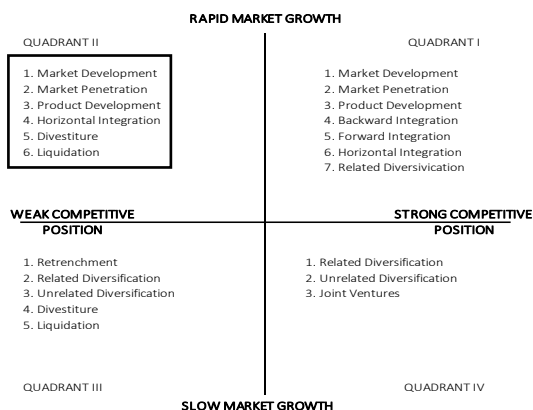 RAPID MARKET GROWTH
QUADRANT II
1. Market Development
2. Market Penetration
3. Product Development
4. Horizontal Integration
5. Divestiture
6. Liquidation
QUADRANT I
1. Market Development
2. Market Penetration
3. Product Development
4. Backward Integration
5. Forward Integration
6. Horizontal Integration
7. Related Diversivication
WEAK COMPETITIVE
POSITION
STRONG COMPETITIVE
POSITION
1. Retrenchment
2. Related Diversification
3. Unrelated Diversification
4. Divestiture
5. Liquidation
QUADRANT III
1. Related Diversification
2. Unrelated Diversification
3. Joint Ventures
QUADRANT IV
SLOW MARKET GROWTH